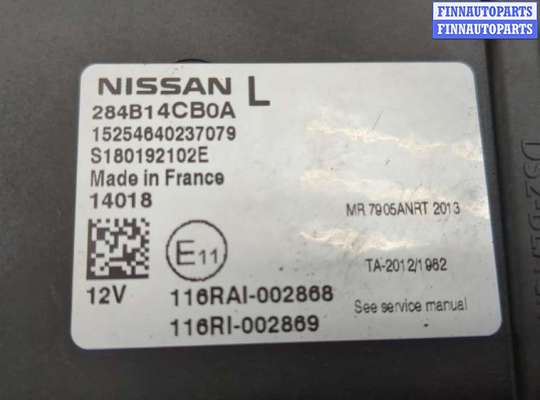 FINNAUTOPARTS
FINNAUTOPARTS
FINNAUTOPARTS
NISSAN L
284B14CB0A
15254640237079
S180192102E
Made in France
14018
MR 7905ANRT 2013
E11
TA-2012/1962
12V
116RAI-002868
116RI-002869
See service manual